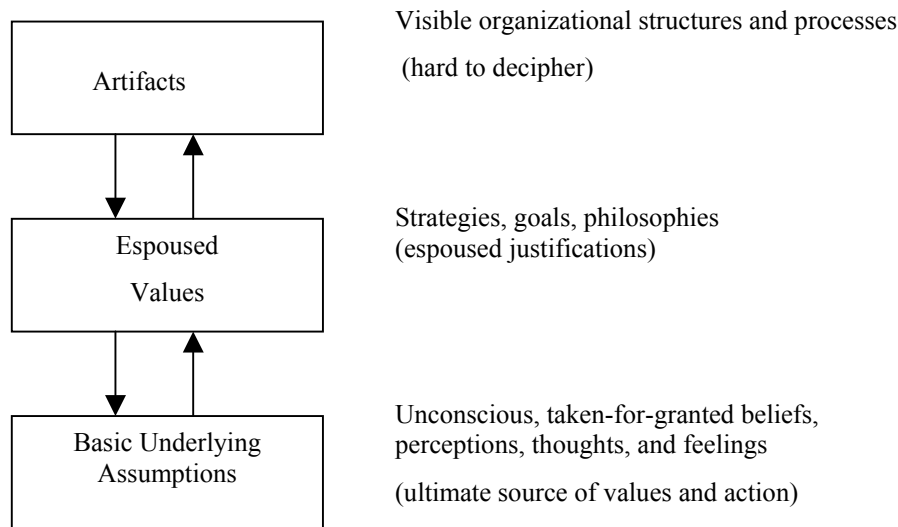 Visible organizational structures and processes
(hard to decipher)
Artifacts
Strategies, goals, philosophies
(espoused justifications)
Espoused
Values
Unconscious, taken-for-granted beliefs,
perceptions, thoughts, and feelings
(ultimate source of values and action)
Basic Underlying
Assumptions